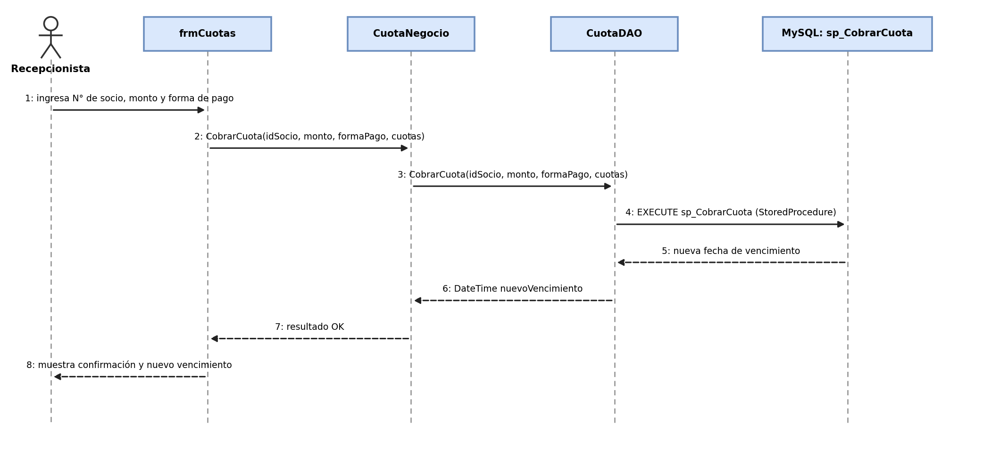 frmCuotas
CuotaNegocio
CuotaDAO
MySQL: sp_CobrarCuota
Recepcionista
1: ingresa N° de socio, monto y forma de pago
2: CobrarCuota(idSocio, monto, formaPago, cuotas)
3: CobrarCuota(idSocio, monto, formaPago, cuotas)
4: EXECUTE sp_CobrarCuota (StoredProcedure)
5: nueva fecha de vencimiento
6: DateTime nuevoVencimiento
7: resultado OK
8: muestra confirmación y nuevo vencimiento